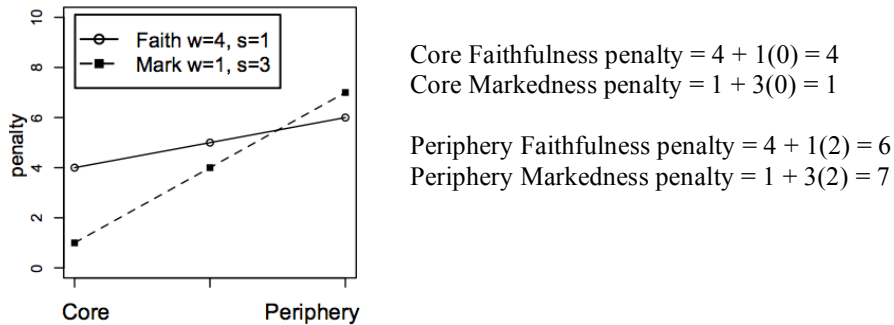 10
8
6
4
2
0
penalty
Faith w=4, s=1
Mark w=1, s=3
Core
Periphery
Core Faithfulness penalty = 4 + 1(0) = 4
Core Markedness penalty = 1 + 3(0) = 1
Periphery Faithfulness penalty = 4 + 1(2) = 6
Periphery Markedness penalty = 1 + 3(2) = 7